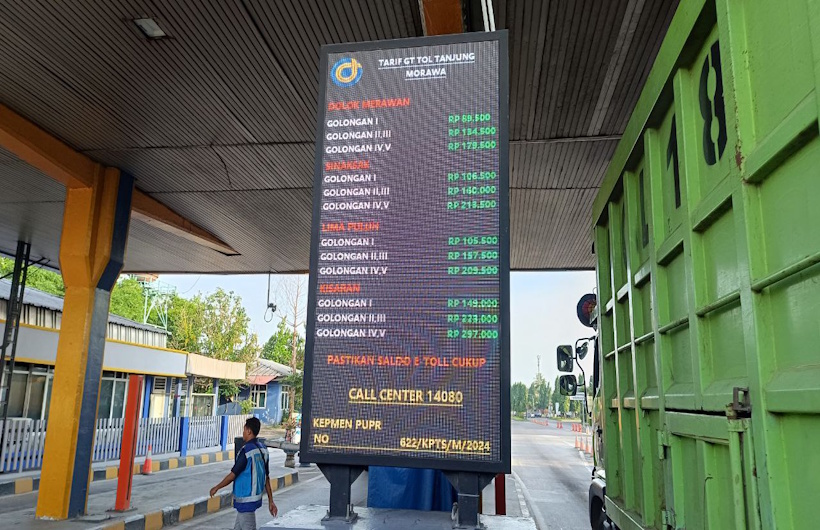 TARIF GT TOL TANJUNG
MORAWA
DOLOK MERAWAN
GOLONGAN I RP 89.500
GOLONGAN II,III RP 134.500
GOLONGAN IV,V RP 179.500
SINAKSAK
GOLONGAN I RP 106.500
GOLONGAN II,III RP 160.000
GOLONGAN IV,V RP 213.500
LIMA PULUH
GOLONGAN I RP 105.500
GOLONGAN II,III RP 157.500
GOLONGAN IV,V RP 209.500
KISARAN
GOLONGAN I RP 149.000
GOLONGAN II,III RP 223.000
GOLONGAN IV,V RP 297.000
PASTIKAN SALDO E-TOLL CUKUP
CALL CENTER 14080
KEPMEN PUPR
NO 622/KPTS/M/2024